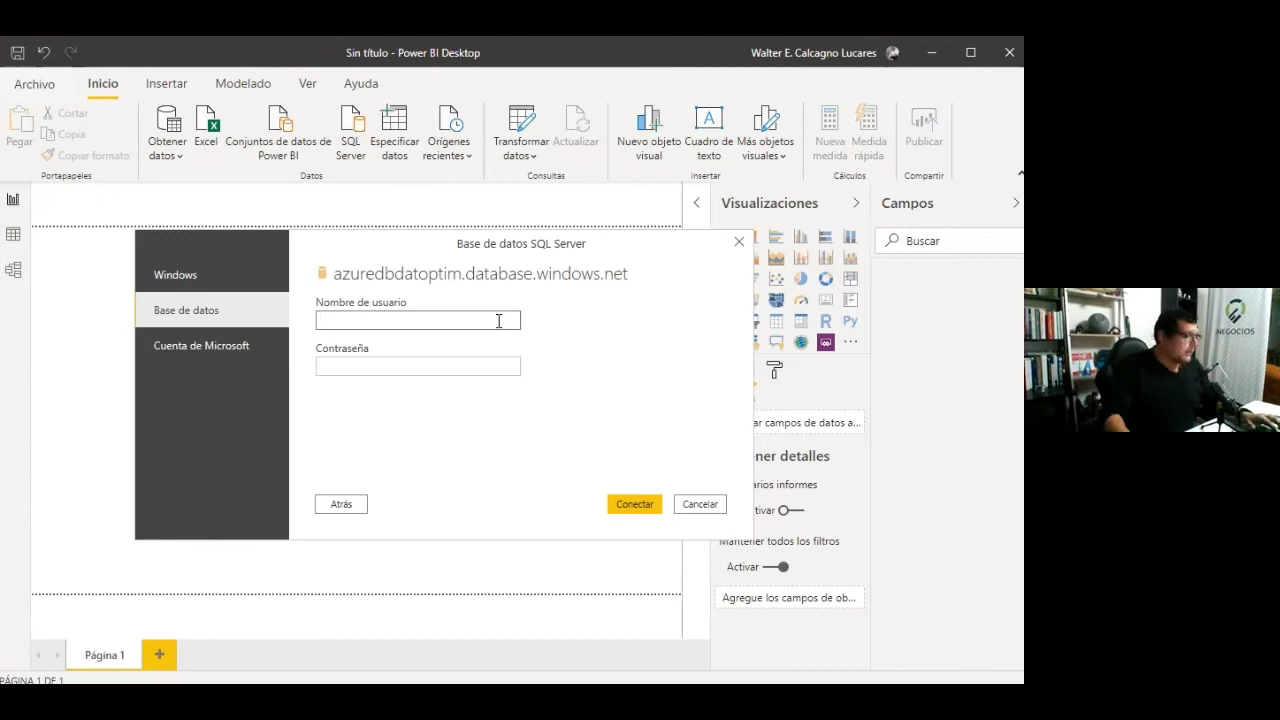 Sin título - Power BI Desktop
Walter E. Calcagno Lucares
Archivo
Inicio
Insertar
Modelado
Ver
Ayuda
Pegar
Cortar
Copia
Copiar formato
Portapapeles
Obtener datos
Excel
Conjuntos de datos de Power BI
SQL Server
Especificar datos
Orígenes recientes
Datos
Transformar datos
Actualizar
Consultas
Nuevo objeto visual
Cuadro de texto
Más objetos visuales
Insertar
Nueva medida
Medida rápida
Cálculos
Publicar
Compartir
Visualizaciones
Campos
Buscar
R
Py
Base de datos SQL Server
Windows
Base de datos
Cuenta de Microsoft
azuredbdatoptim.database.windows.net
Nombre de usuario
Contraseña
Atrás
Conectar
Cancelar
ar campos de datos a...
ner detalles
arios informes
tivar
Mantener todos los filtros
Activar
Agregue los campos de ob...
Página 1
PÁGINA 1 DE 1
NEGOCIOS